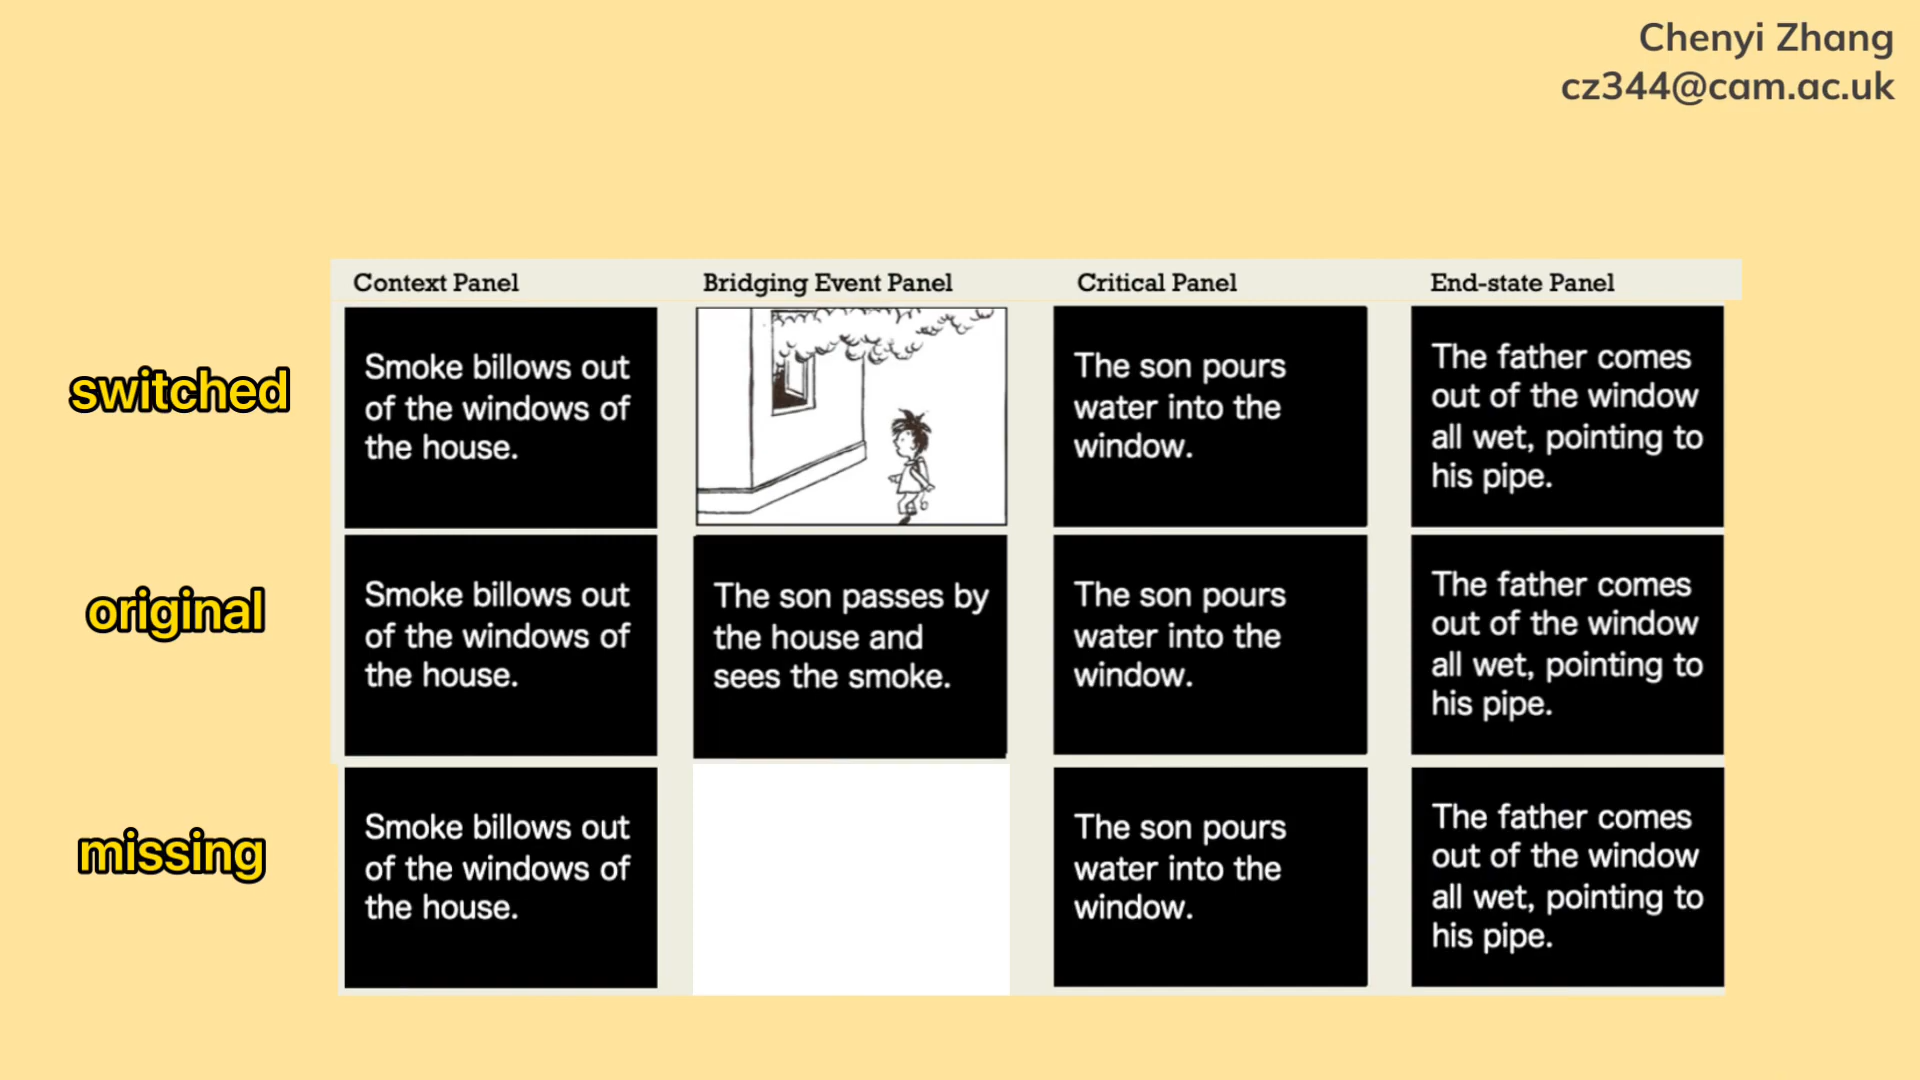 Chenyi Zhang
cz344@cam.ac.uk
Context Panel
Bridging Event Panel
Critical Panel
End-state Panel
switched
Smoke billows out
of the windows of
the house.
The son pours
water into the
window.
The father comes
out of the window
all wet, pointing to
his pipe.
original
Smoke billows out
of the windows of
the house.
The son passes by
the house and
sees the smoke.
The son pours
water into the
window.
The father comes
out of the window
all wet, pointing to
his pipe.
missing
Smoke billows out
of the windows of
the house.
The son pours
water into the
window.
The father comes
out of the window
all wet, pointing to
his pipe.